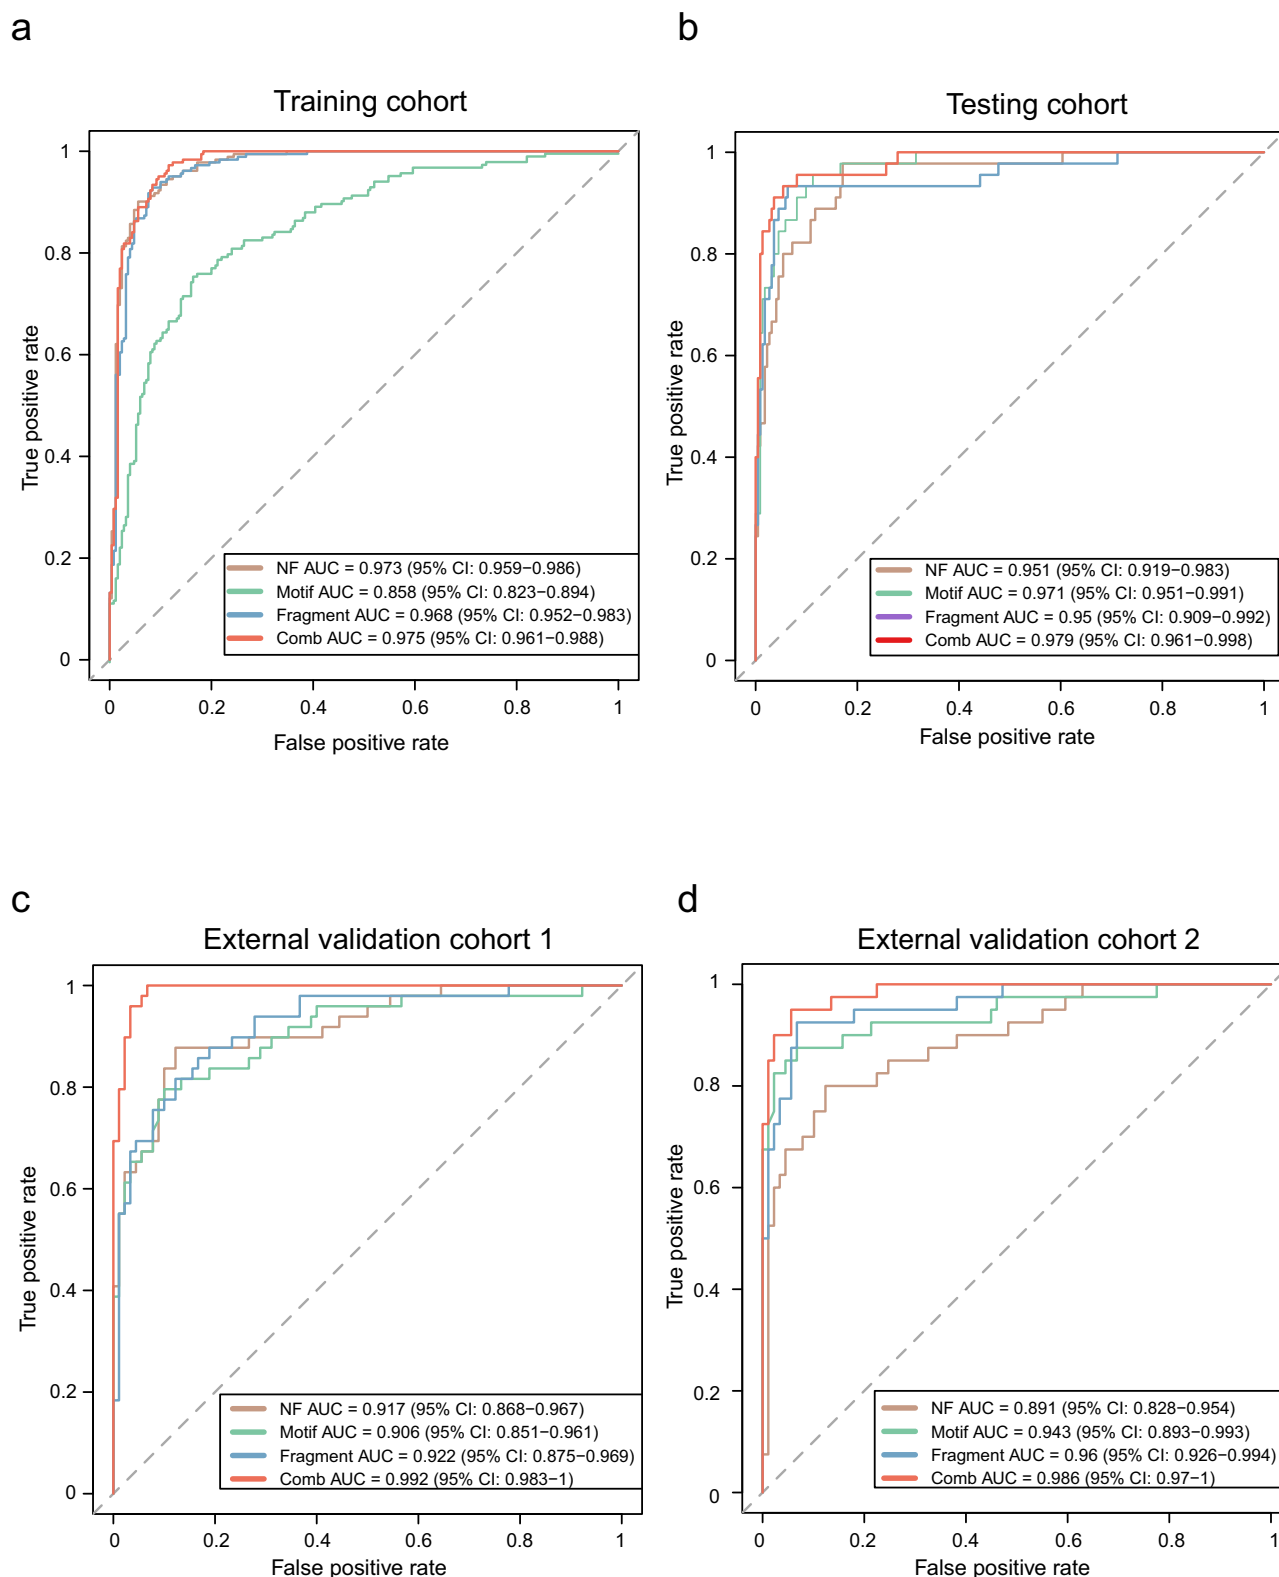 a
Training cohort
True positive rate
1
0.8
0.6
0.4
0.2
0
NF AUC = 0.973 (95% CI: 0.959−0.986)
Motif AUC = 0.858 (95% CI: 0.823−0.894)
Fragment AUC = 0.968 (95% CI: 0.952−0.983)
Comb AUC = 0.975 (95% CI: 0.961−0.988)
0 0.2 0.4 0.6 0.8 1
False positive rate
b
Testing cohort
True positive rate
1
0.8
0.6
0.4
0.2
0
NF AUC = 0.951 (95% CI: 0.919−0.983)
Motif AUC = 0.971 (95% CI: 0.951−0.991)
Fragment AUC = 0.95 (95% CI: 0.909−0.992)
Comb AUC = 0.979 (95% CI: 0.961−0.998)
0 0.2 0.4 0.6 0.8 1
False positive rate
c
External validation cohort 1
True positive rate
1
0.8
0.6
0.4
0.2
0
NF AUC = 0.917 (95% CI: 0.868−0.967)
Motif AUC = 0.906 (95% CI: 0.851−0.961)
Fragment AUC = 0.922 (95% CI: 0.875−0.969)
Comb AUC = 0.992 (95% CI: 0.983−1)
0 0.2 0.4 0.6 0.8 1
False positive rate
d
External validation cohort 2
True positive rate
1
0.8
0.6
0.4
0.2
0
NF AUC = 0.891 (95% CI: 0.828−0.954)
Motif AUC = 0.943 (95% CI: 0.893−0.993)
Fragment AUC = 0.96 (95% CI: 0.926−0.994)
Comb AUC = 0.986 (95% CI: 0.97−1)
0 0.2 0.4 0.6 0.8 1
False positive rate